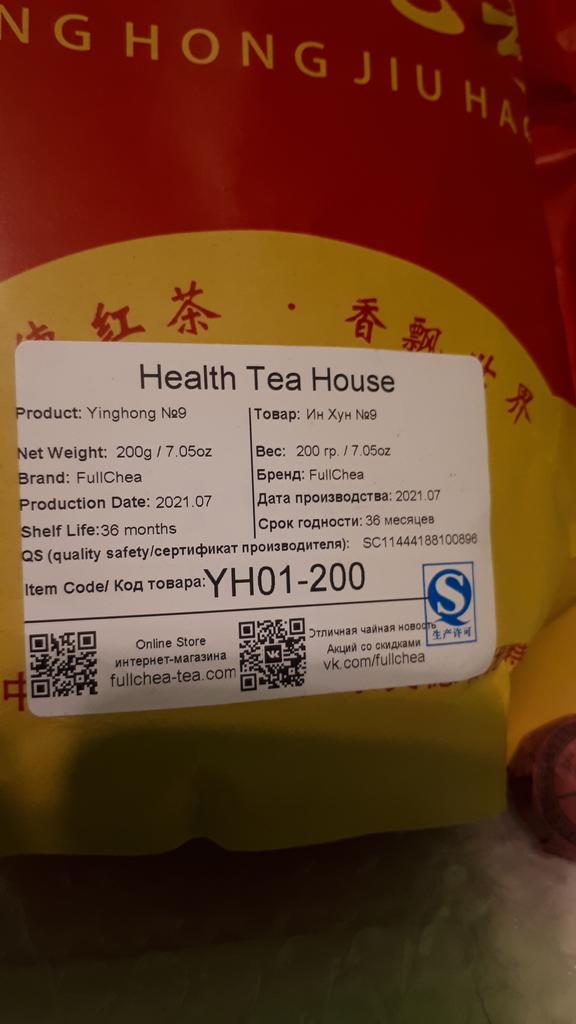 NGHONGJIUHAO
红茶·香飘世界
Health Tea House
Product: Yinghong №9
Товар: Ин Хун №9
Net Weight: 200g / 7.05oz
Вес: 200 гр. / 7.05oz
Brand: FullChea
Бренд: FullChea
Production Date: 2021.07
Дата производства: 2021.07
Shelf Life:36 months
Срок годности: 36 месяцев
QS (quality safety/сертификат производителя): SC11444188100896
Item Code/ Код товара:YH01-200
S
生产许可
Online Store
интернет-магазина
fullchea-tea.com
Отличная чайная новость
Акций со скидками
vk.com/fullchea
中